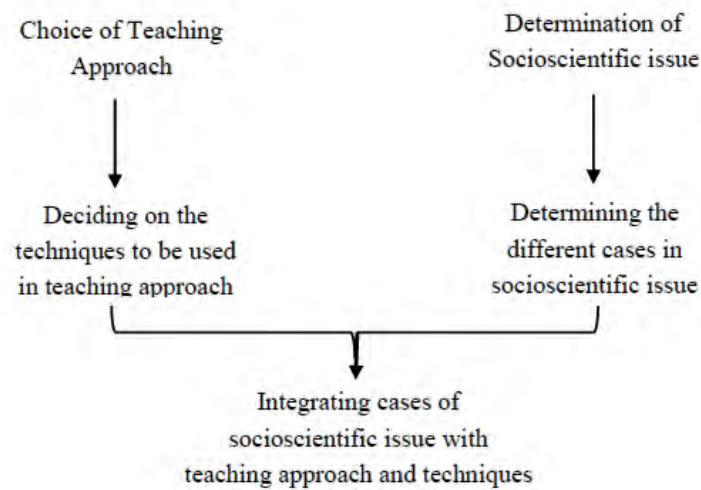 Choice of Teaching
Approach
Determination of
Socioscientific issue
Deciding on the
techniques to be used
in teaching approach
Determining the
different cases in
socioscientific issue
Integrating cases of
socioscientific issue with
teaching approach and techniques